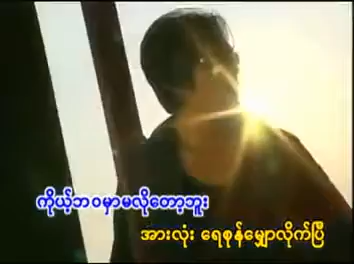 ကိုယ့်ဘဝမှာမလိုတော့ဘူး
အားလုံး ရေစုန်မျှောလိုက်ပြီ